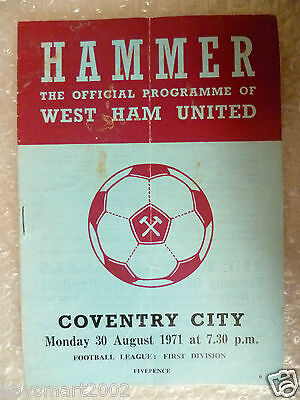 HAMMER
THE OFFICIAL PROGRAMME OF
WEST HAM UNITED
COVENTRY CITY
Monday 30 August 1971 at 7.30 p.m.
FOOTBALL LEAGUE: FIRST DIVISION
FIVEPENCE
6